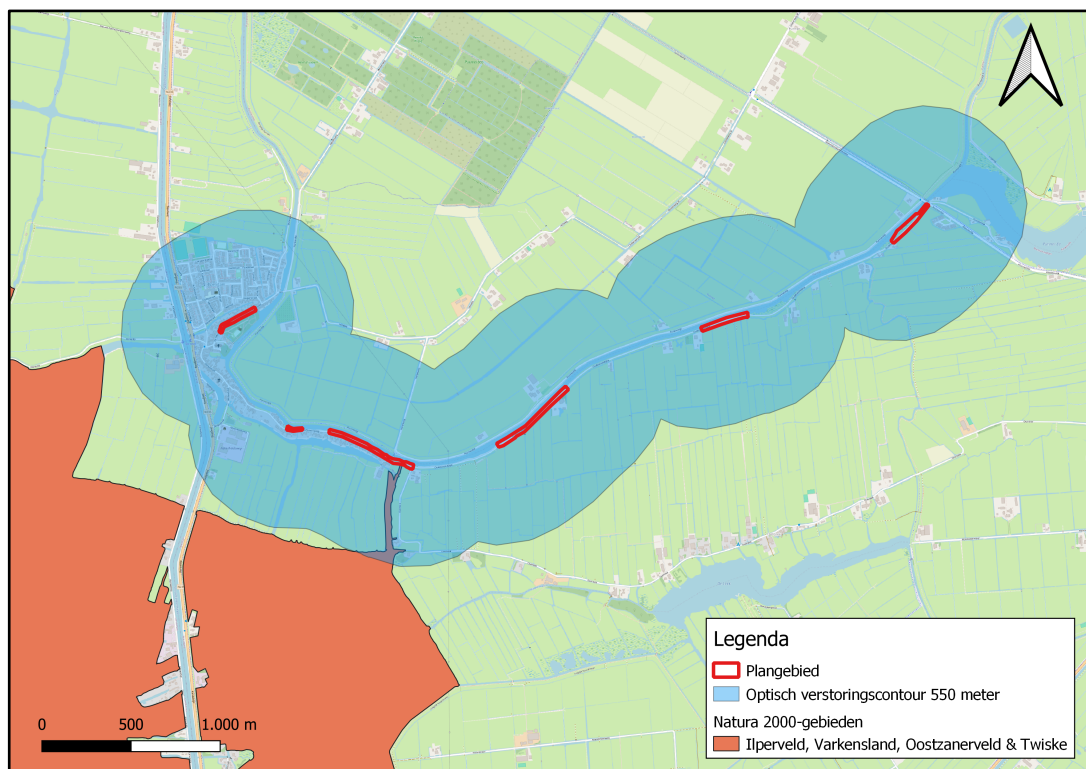 Legenda
Plangebied
Optisch verstoringscontour 550 meter
Natura 2000-gebieden
Ilperveld, Varkensland, Oostzanerveld & Twiske
0 500 1.000 m